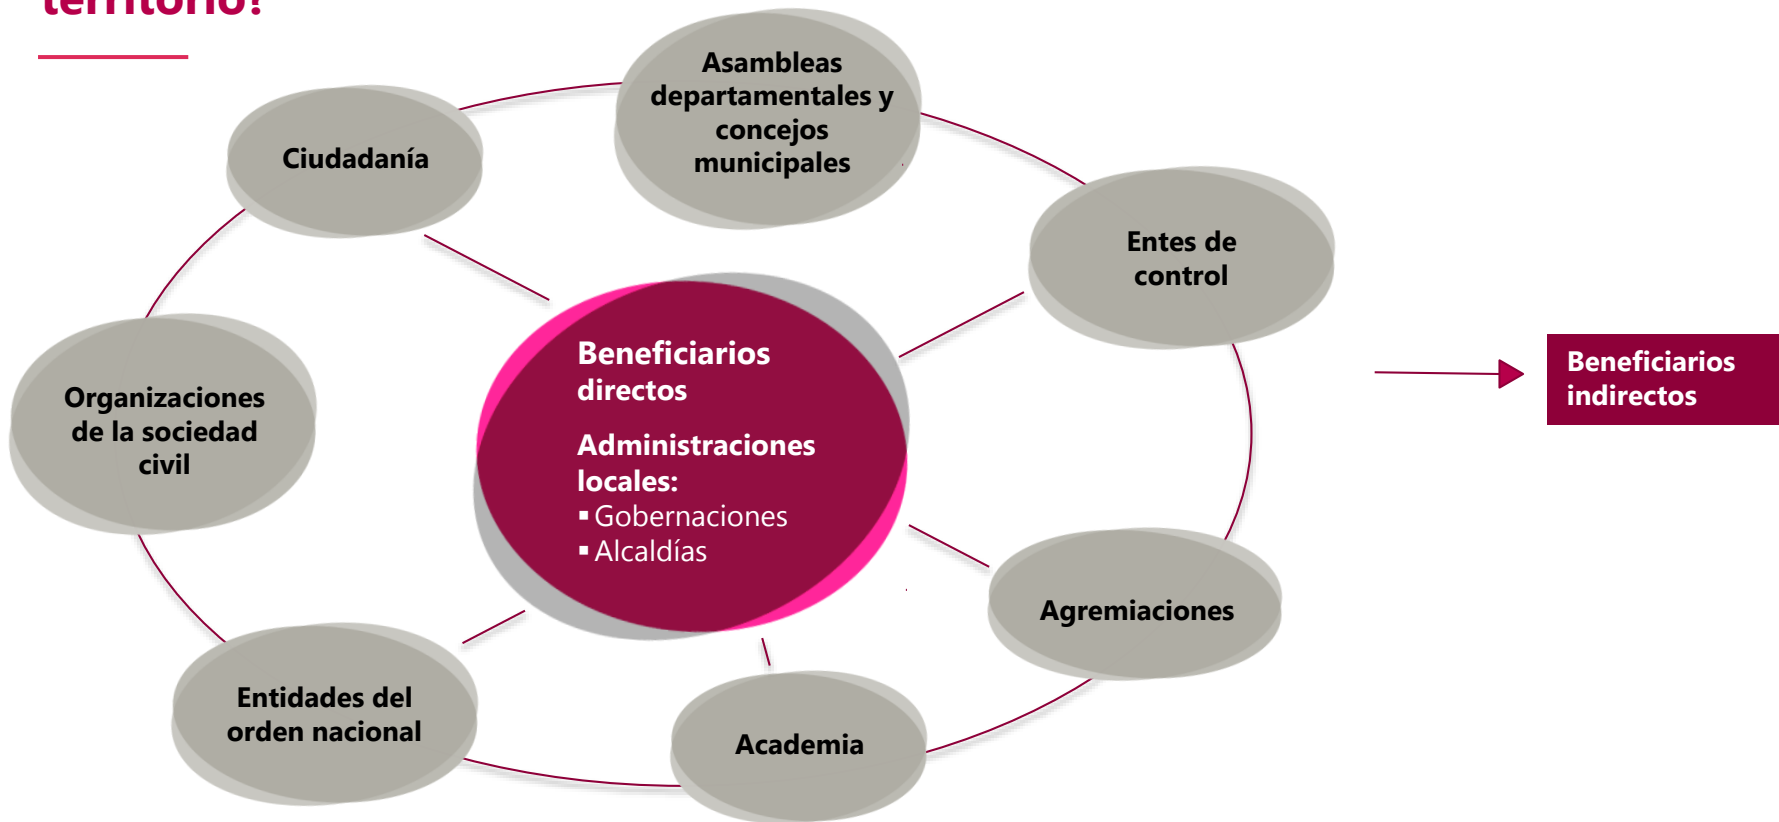 territorio?
Asambleas
departamentales y
concejos
municipales
Ciudadanía
Entes de
control
Beneficiarios
directos
Administraciones
locales:
▪ Gobernaciones
▪ Alcaldías
Beneficiarios
indirectos
Organizaciones
de la sociedad
civil
Agremiaciones
Entidades del
orden nacional
Academia